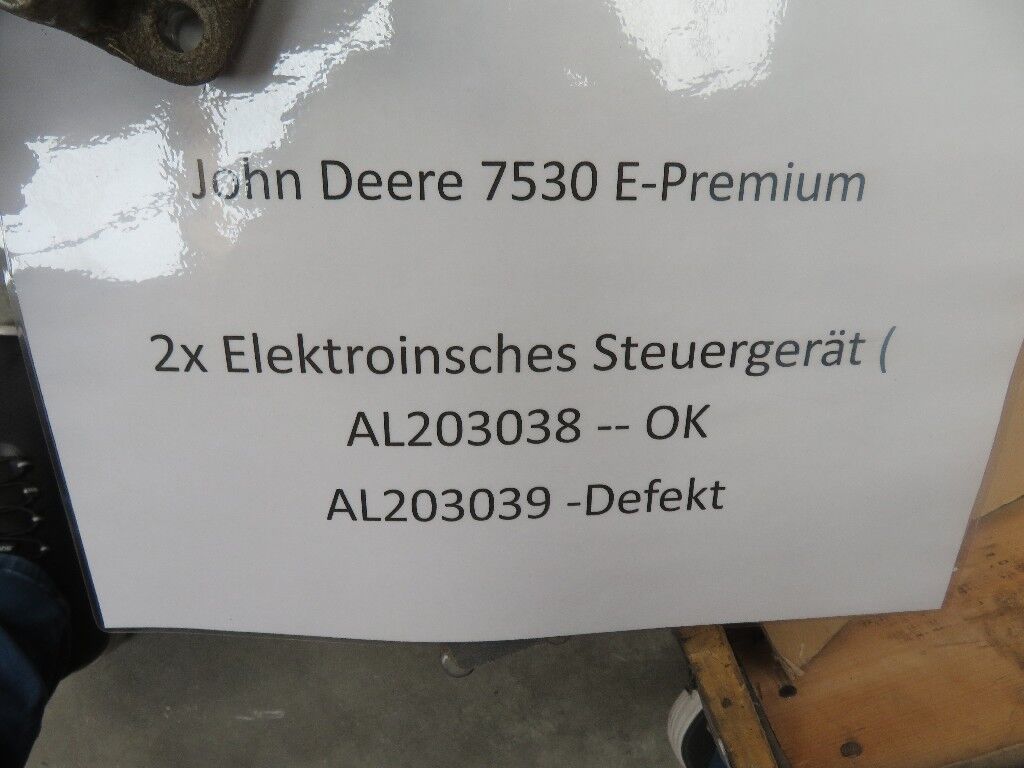 John Deere 7530 E-Premium
2x Elektroinsches Steuergerät (
AL203038 -- OK
AL203039 -Defekt